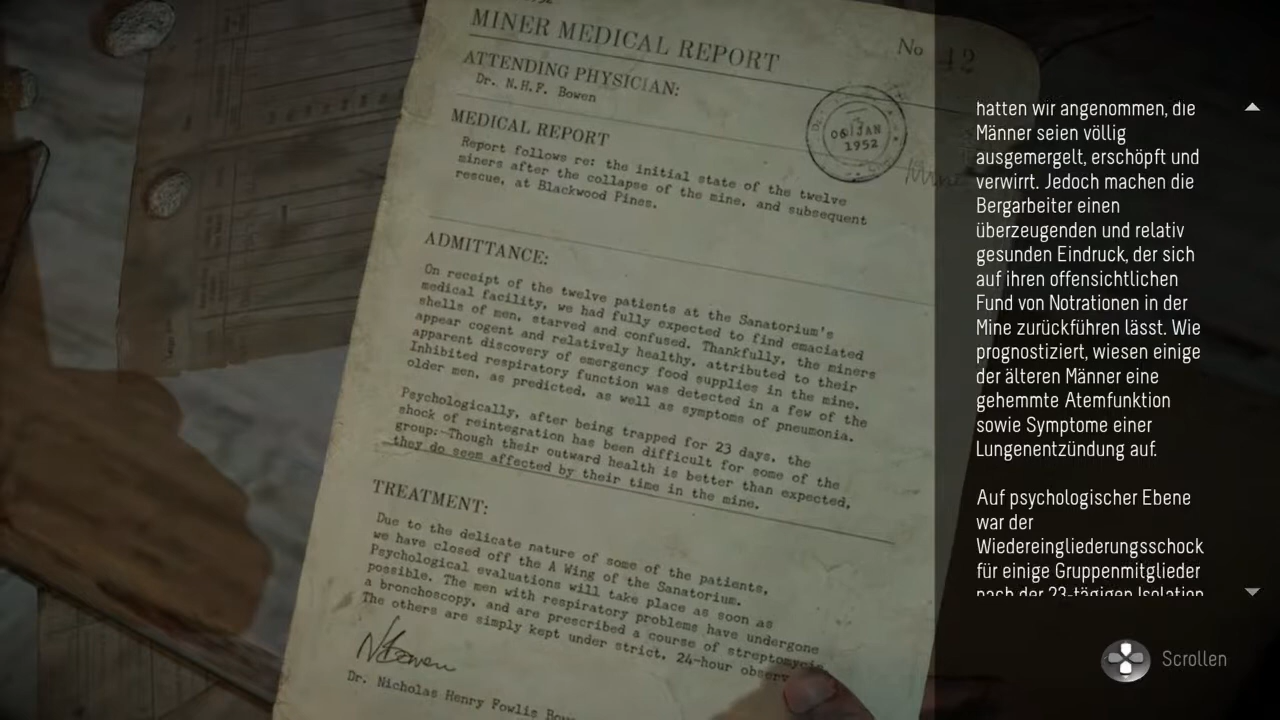 MINER MEDICAL REPORT
No 12
ATTENDING PHYSICIAN:
Dr. N.H.F. Bowen
06 JAN
1952
MEDICAL REPORT
Report follows re: the initial state of the twelve
miners after the collapse of the mine, and subsequent
rescue, at Blackwood Pines.
ADMITTANCE:
On receipt of the twelve patients at the Sanatorium's
medical facility, we had fully expected to find emaciated
shells of men, starved and confused. Thankfully, the miners
appear cogent and relatively healthy, attributed to their
apparent discovery of emergency food supplies in the mine.
Inhibited respiratory function was detected in a few of the
older men, as predicted, as well as symptoms of pneumonia.
Psychologically, after being trapped for 23 days, the
shock of reintegration has been difficult for some of the
group. Though their outward health is better than expected,
they do seem affected by their time in the mine.
TREATMENT:
Due to the delicate nature of some of the patients,
we have closed off the A Wing of the Sanatorium.
Psychological evaluations will take place as soon as
possible. The men with respiratory problems have undergone
a bronchoscopy, and are prescribed a course of streptomycin.
The others are simply kept under strict, 24-hour observ
NBowen
Dr. Nicholas Henry Fowlis Bow
hatten wir angenommen, die
Männer seien völlig
ausgemergelt, erschöpft und
verwirrt. Jedoch machen die
Bergarbeiter einen
überzeugenden und relativ
gesunden Eindruck, der sich
auf ihren offensichtlichen
Fund von Notrationen in der
Mine zurückführen lässt. Wie
prognostiziert, wiesen einige
der älteren Männer eine
gehemmte Atemfunktion
sowie Symptome einer
Lungenentzündung auf.
Auf psychologischer Ebene
war der
Wiedereingliederungsschock
für einige Gruppenmitglieder
nach der 23-tägigen Isolation
Scrollen